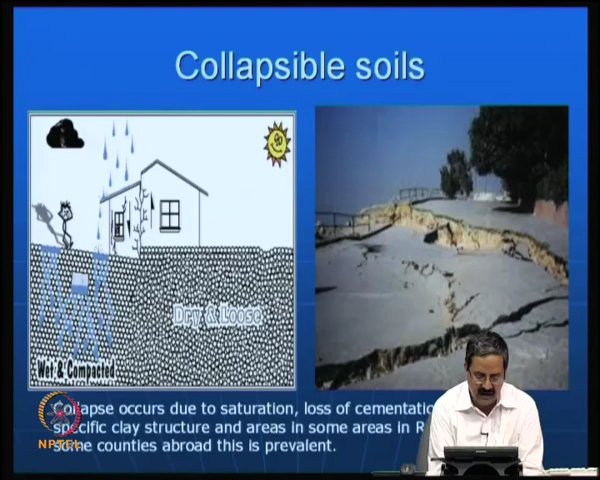 Collapsible soils
Dry & Loose
Wet & Compacted
Collapse occurs due to saturation, loss of cementation
specific clay structure and areas in some areas in R
some counties abroad this is prevalent.
NPTEL